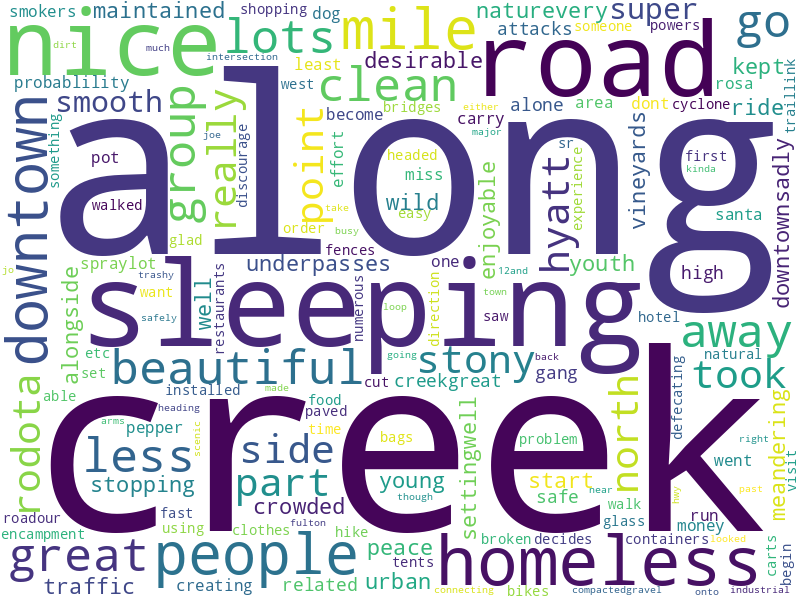 smokers
maintained
shopping
dog
naturevery
super
nice
lots
mile
attacks
someone
powers
go
dirt
much
intersection
road
desirable
least
west
kept
probablility
clean
smooth
group
really
discourage
joe
become
bridges
carry
alone
area
dont
cyclone
rosa
ride
traillink
downtown
something
along
pot
walked
point
effort
headed
miss
wild
easy
take
busy
order
glad
fences
sr
hyatt
experience
vineyards
first
kinda
either
major
santa
downtownsadly
high
enjoyable
youth
one
underpasses
spraylot
alongside
jo
trashy
want
safely
well
restaurants
sleeping
numerous
direction
saw
12and
town
loop
hotel
away
etc
set
able
beautiful
going
stony
back
gang
natural
took
rodota
installed
cut
creekgreat
made
food
paved
creek
arms
heading
scenic
pepper
time
bags
settingwell
problem
north
defecating
right
meandering
visit
less
side
stopping
part
young
though
start
safe
near
walk
hwy
went
past
crowded
roadour
fast
encampment
using
clothes
fulton
hike
glass
money
run
carts
begin
great
people
peace
broken
decides
containers
looked
homeless
traffic
creating
related
tents
urban
connecting
bikes
compactedgravel
onto
industrial